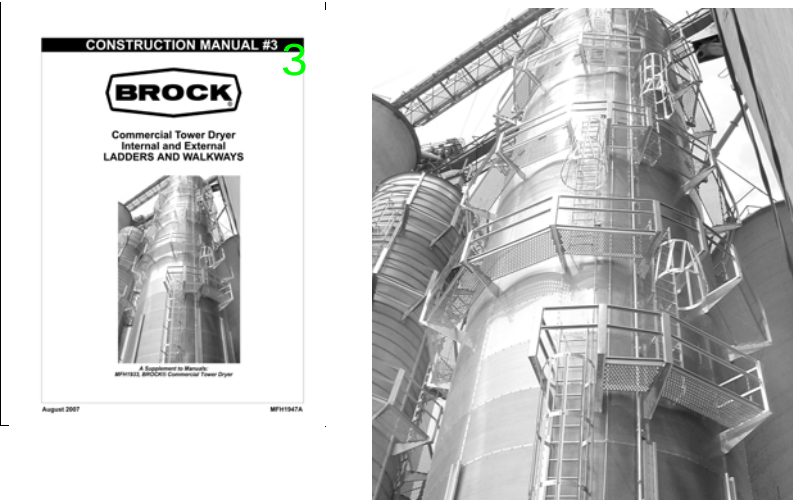 CONSTRUCTION MANUAL #3
3
BROCK®
Commercial Tower Dryer
Internal and External
LADDERS AND WALKWAYS
A Supplement to Manuals:
MFH1933, BROCK® Commercial Tower Dryer
August 2007 MFH1947A